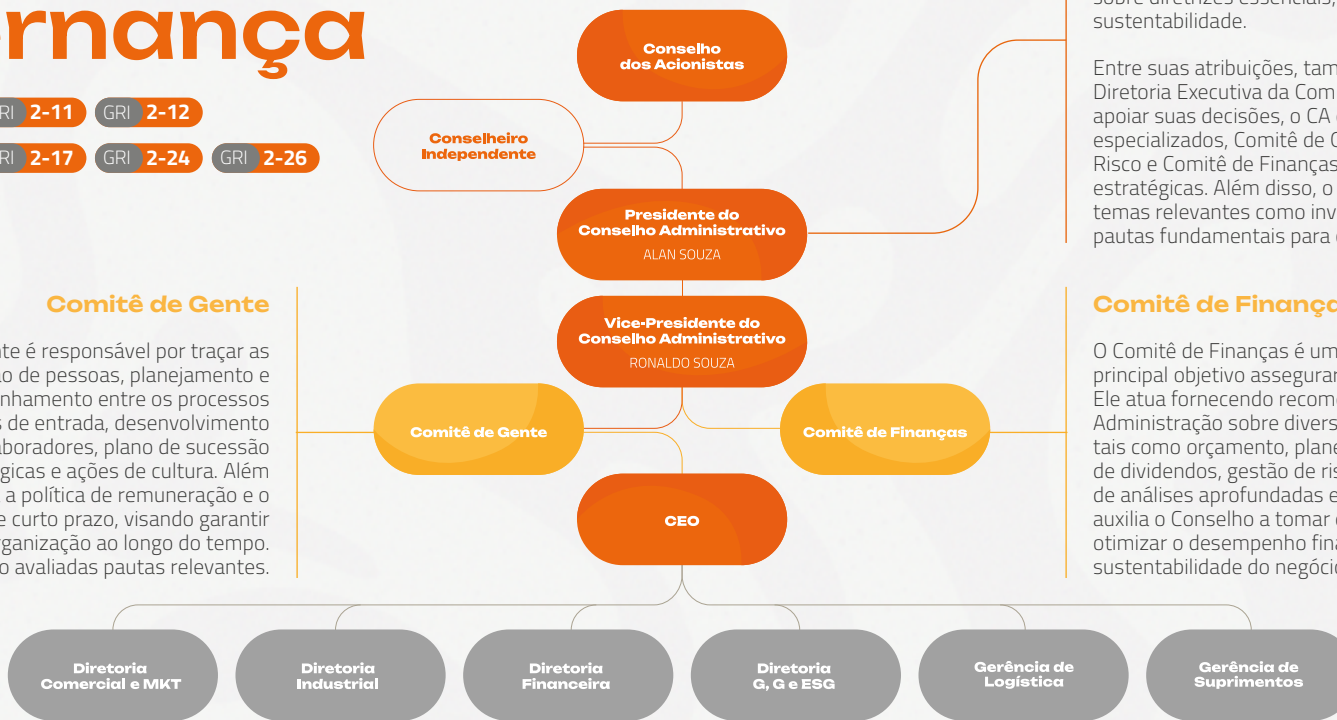 ernança
RI 2-11 GRI 2-12
RI 2-17 GRI 2-24 GRI 2-26
Conselho
dos Acionistas
Conselheiro
Independente
Presidente do
Conselho Administrativo
ALAN SOUZA
Vice-Presidente do
Conselho Administrativo
RONALDO SOUZA
Comitê de Gente
Comitê de Finanças
CEO
sobre diretrizes essenciais,
sustentabilidade.
Entre suas atribuições, tam
Diretoria Executiva da Com
apoiar suas decisões, o CA
especializados, Comitê de
Risco e Comitê de Finanças
estratégicas. Além disso, o
temas relevantes como inv
pautas fundamentais para
Comitê de Gente
nte é responsável por traçar as
ão de pessoas, planejamento e
nhamento entre os processos
s de entrada, desenvolvimento
aboradores, plano de sucessão
gicas e ações de cultura. Além
a política de remuneração e o
e curto prazo, visando garantir
rganização ao longo do tempo.
o avaliadas pautas relevantes.
Comitê de Finança
O Comitê de Finanças é um
principal objetivo assegurar
Ele atua fornecendo recome
Administração sobre divers
tais como orçamento, plane
de dividendos, gestão de ris
de análises aprofundadas e
auxilia o Conselho a tomar
otimizar o desempenho fina
sustentabilidade do negóci
Diretoria
Comercial e MKT
Diretoria
Industrial
Diretoria
Financeira
Diretoria
G, G e ESG
Gerência de
Logística
Gerência de
Suprimentos